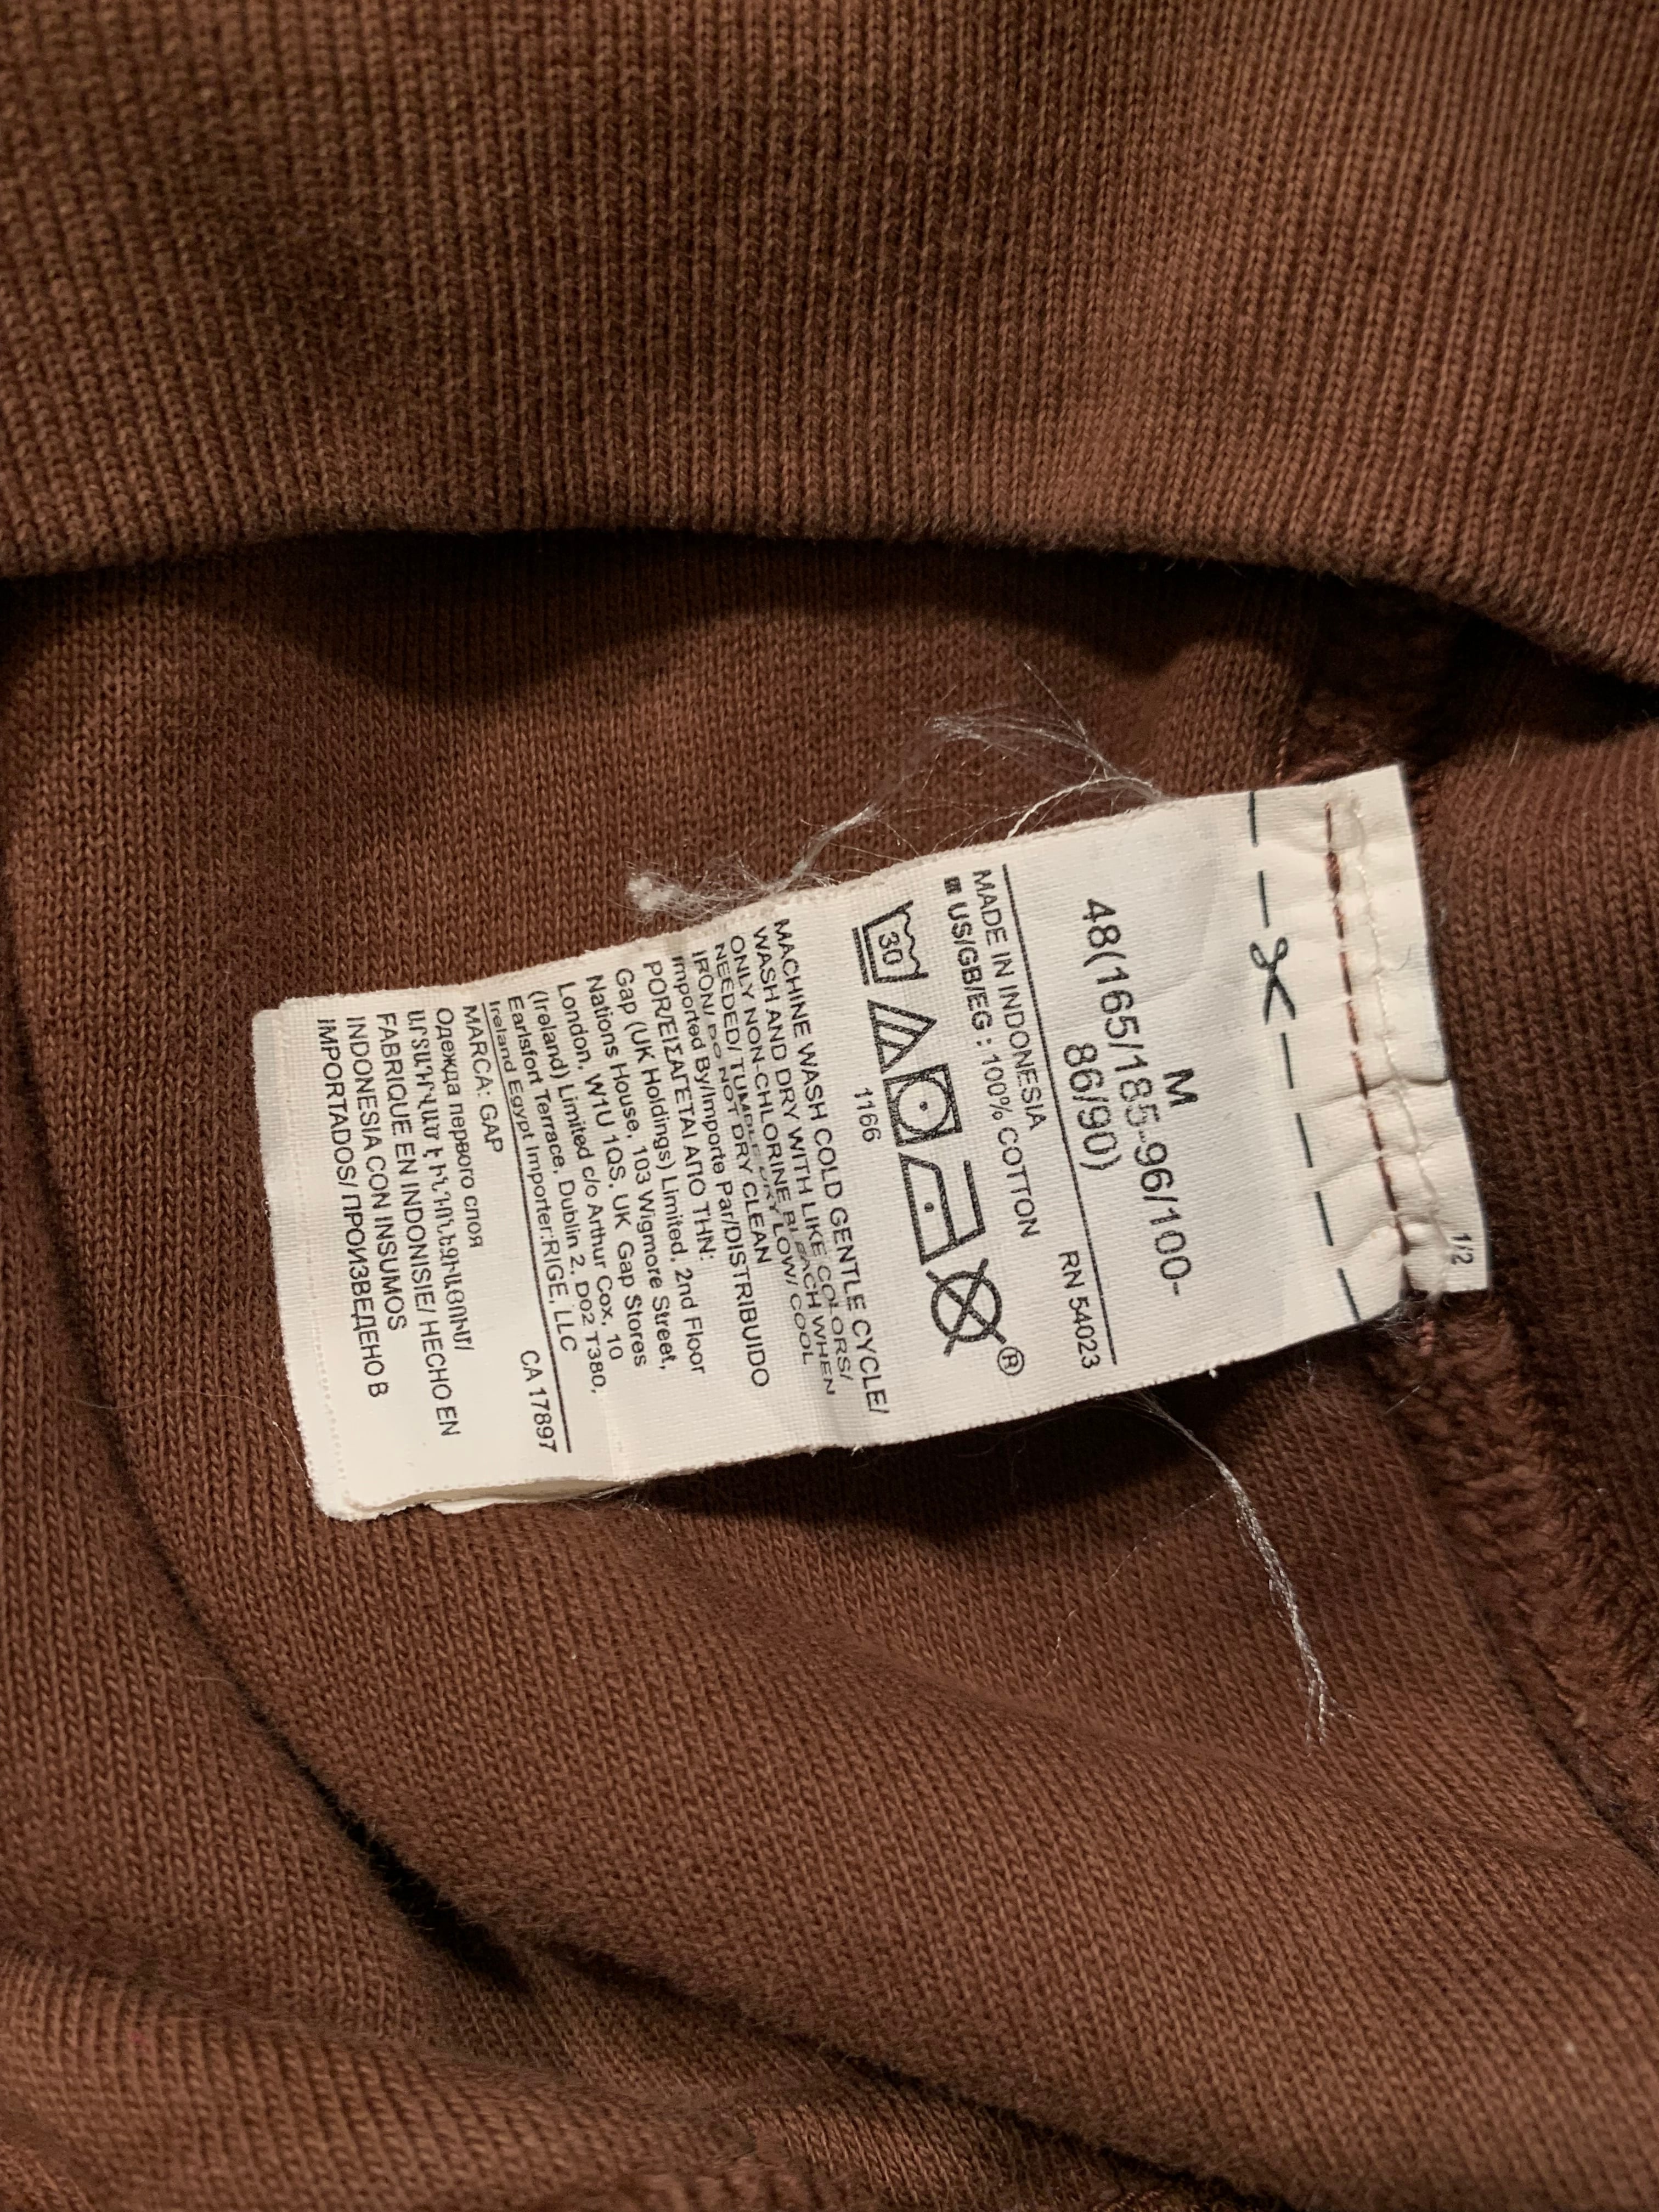 1/2
M
48(165/185-96/100-
86/90)
RN 54023
MADE IN INDONESIA
US/GB/EG : 100% COTTON
30
®
1166
MACHINE WASH COLD GENTLE CYCLE/
WASH AND DRY WITH LIKE COLORS/
ONLY NON-CHLORINE BLEACH WHEN
NEEDED/ TUMBLE DRY LOW/ COOL
IRON/ DO NOT DRY CLEAN
Imported By/Importe Par/DISTRIBUIDO
POR/ΕΙΣΑΓΕΤΑΙ ΑΠΟ ΤΗΝ:
Gap (UK Holdings) Limited, 2nd Floor
Nations House, 103 Wigmore Street,
London, W1U 1QS, UK Gap Stores
(Ireland) Limited c/o Arthur Cox, 10
Earlsfort Terrace, Dublin 2, D02 T380,
Ireland Egypt Importer:RIGE, LLC
CA 17897
MARCA: GAP
Одежда первого слоя
ԱՐՏԱԴՐՎԱԾ Է ԻՆԴՈՆԵԶԻԱՅՈՒՄ/
FABRIQUE EN INDONISIE/ HECHO EN
INDONESIA CON INSUMOS
IMPORTADOS/ ПРОИЗВЕДЕНО В